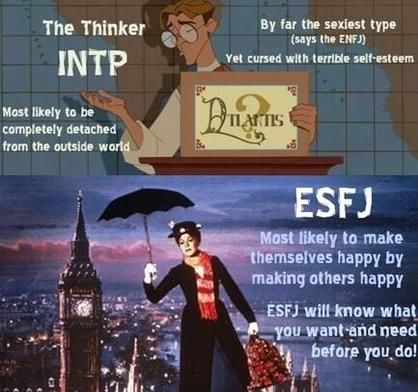 The Thinker
INTP
By far the sexiest type
(says the ENFJ)
Yet cursed with terrible self-esteem
Most likely to be
completely detached
from the outside world
Atlantis
?
ESFJ
Most likely to make
themselves happy by
making others happy
ESFJ will know what
you want and need
before you do!